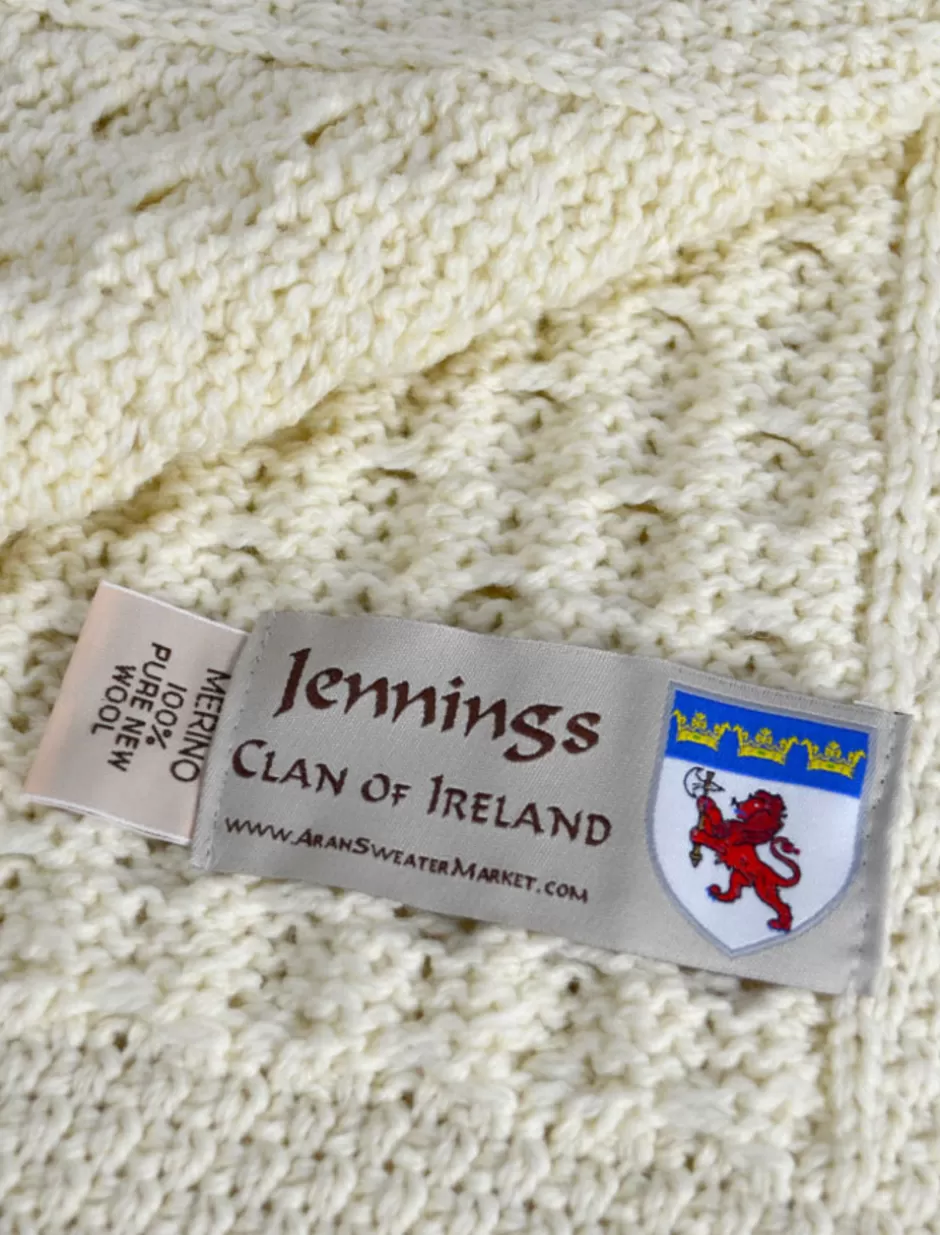 MERINO
100%
PURE NEW
WOOL
Jennings
Clan of Ireland
www.AranSweaterMarket.com